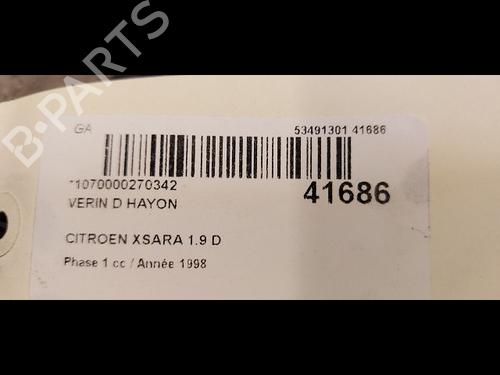 GA
53491301 41686
*1070000270342
41686
VERIN D HAYON
CITROEN XSARA 1.9 D
Phase 1 cc / Année 1998
B-PARTS